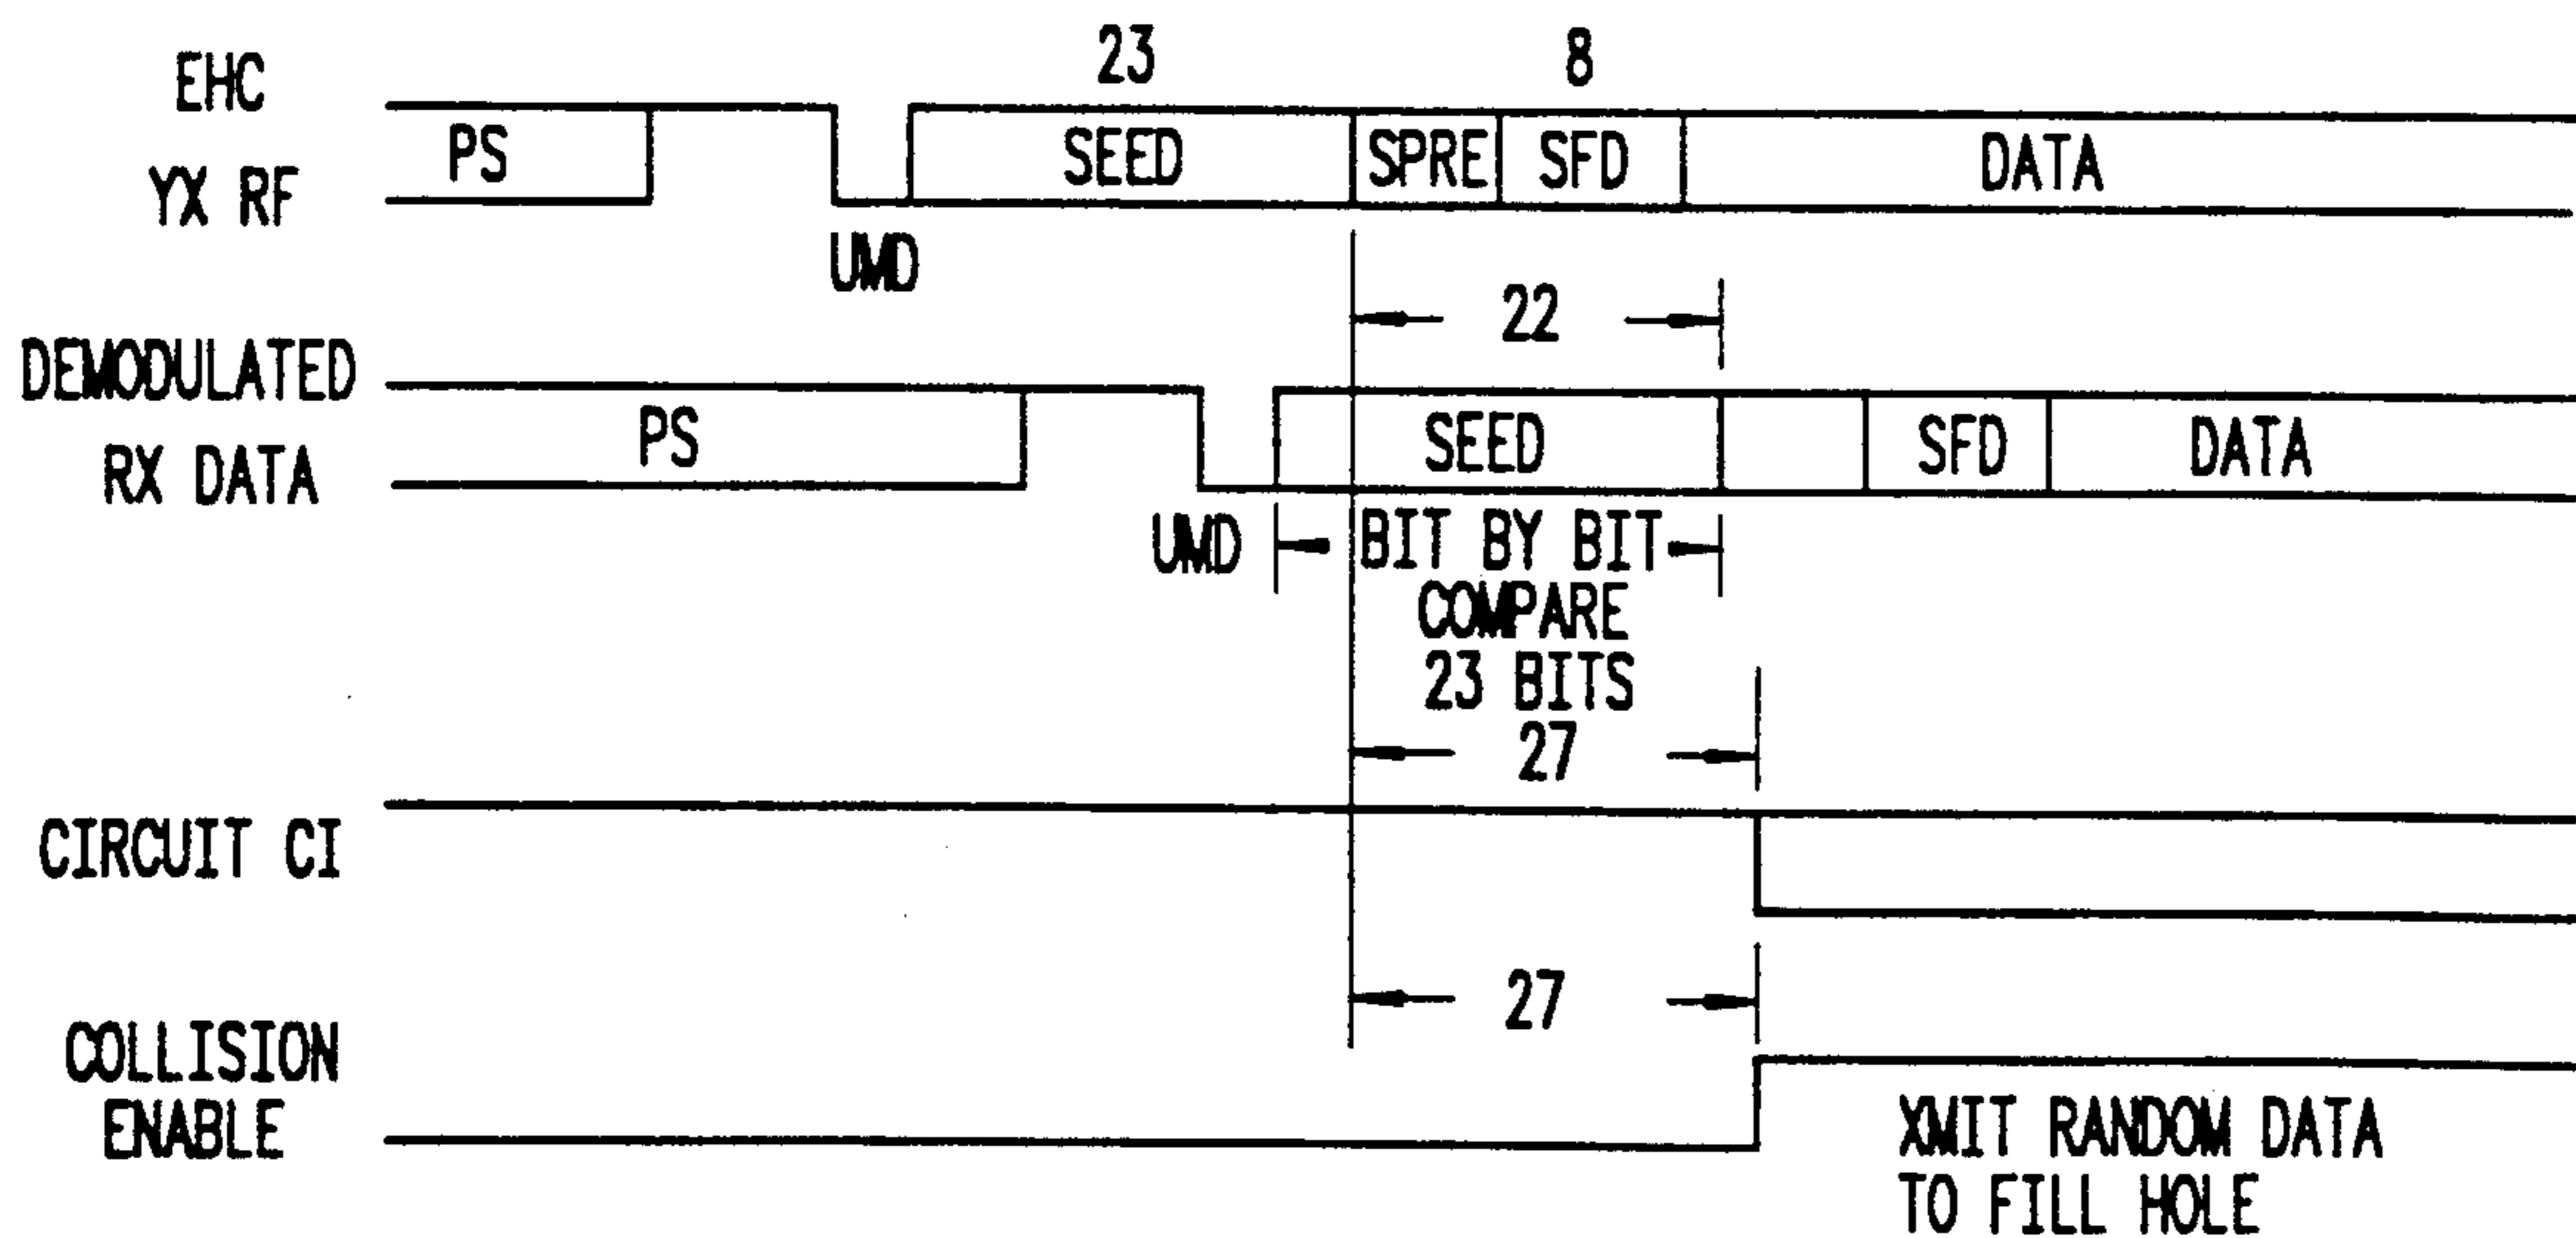 23 8
EHC
YX RF
PS SEED SPRE SFD DATA
UMD
22
DEMODULATED
RX DATA
PS SEED SFD DATA
UMD
BIT BY BIT
COMPARE
23 BITS
27
CIRCUIT CI
27
COLLISION
ENABLE
XMIT RANDOM DATA
TO FILL HOLE